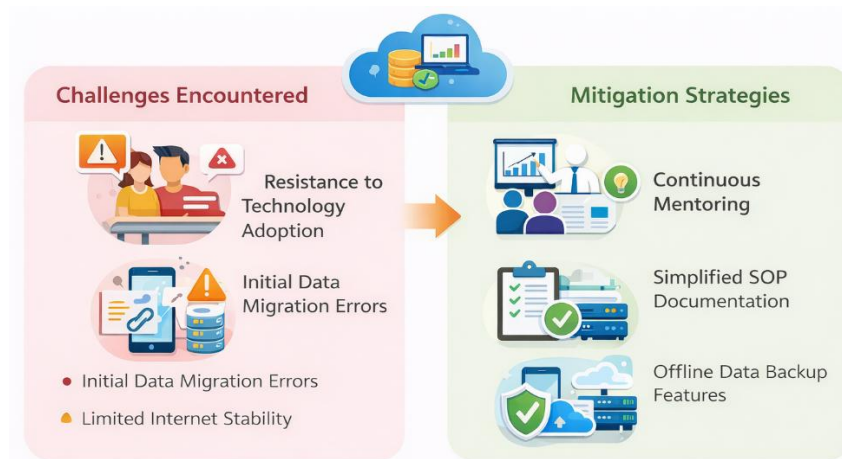 Challenges Encountered
Resistance to
Technology
Adoption
Initial Data
Migration Errors
Initial Data Migration Errors
Limited Internet Stability
Mitigation Strategies
Continuous
Mentoring
Simplified SOP
Documentation
Offline Data Backup
Features